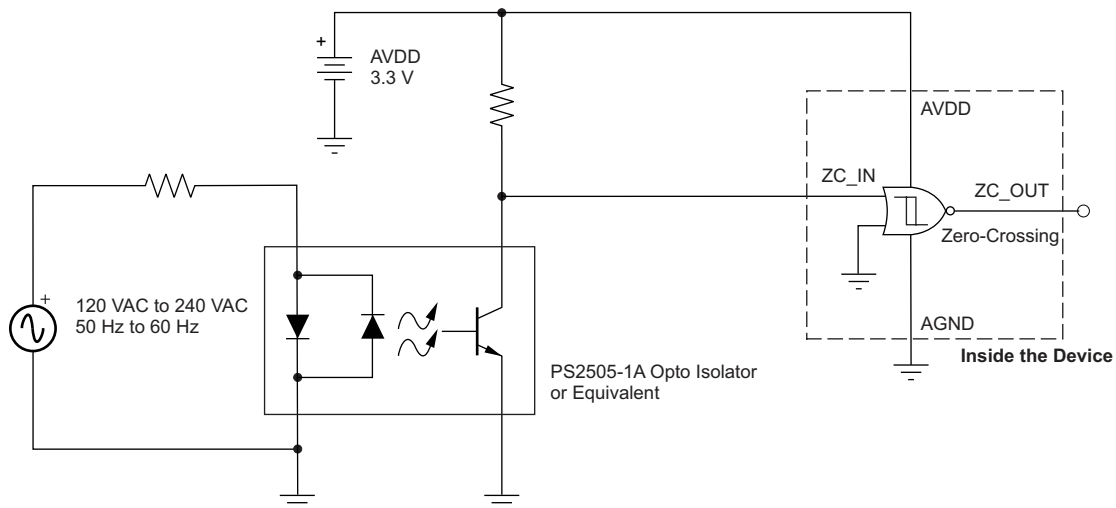 +
AVDD
3.3 V
AVDD
ZC_IN
ZC_OUT
Zero-Crossing
+
120 VAC to 240 VAC
50 Hz to 60 Hz
AGND
Inside the Device
PS2505-1A Opto Isolator
or Equivalent